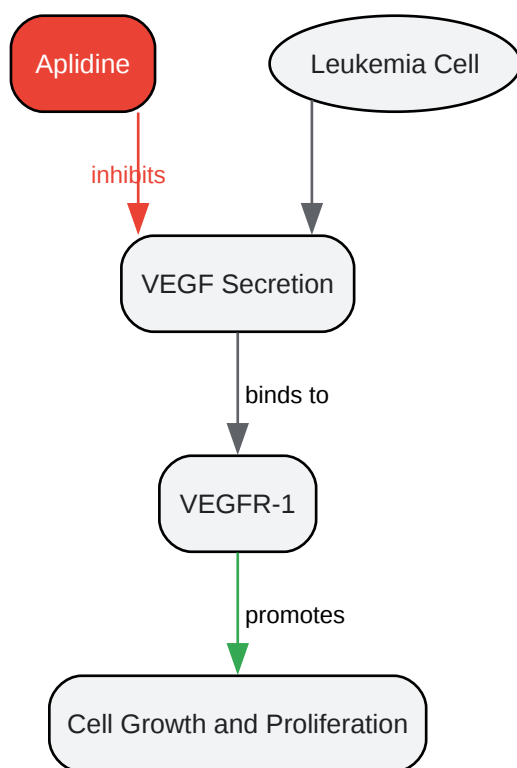 Aplidine
Leukemia Cell
inhibits
VEGF Secretion
binds to
VEGFR-1
promotes
Cell Growth and Proliferation